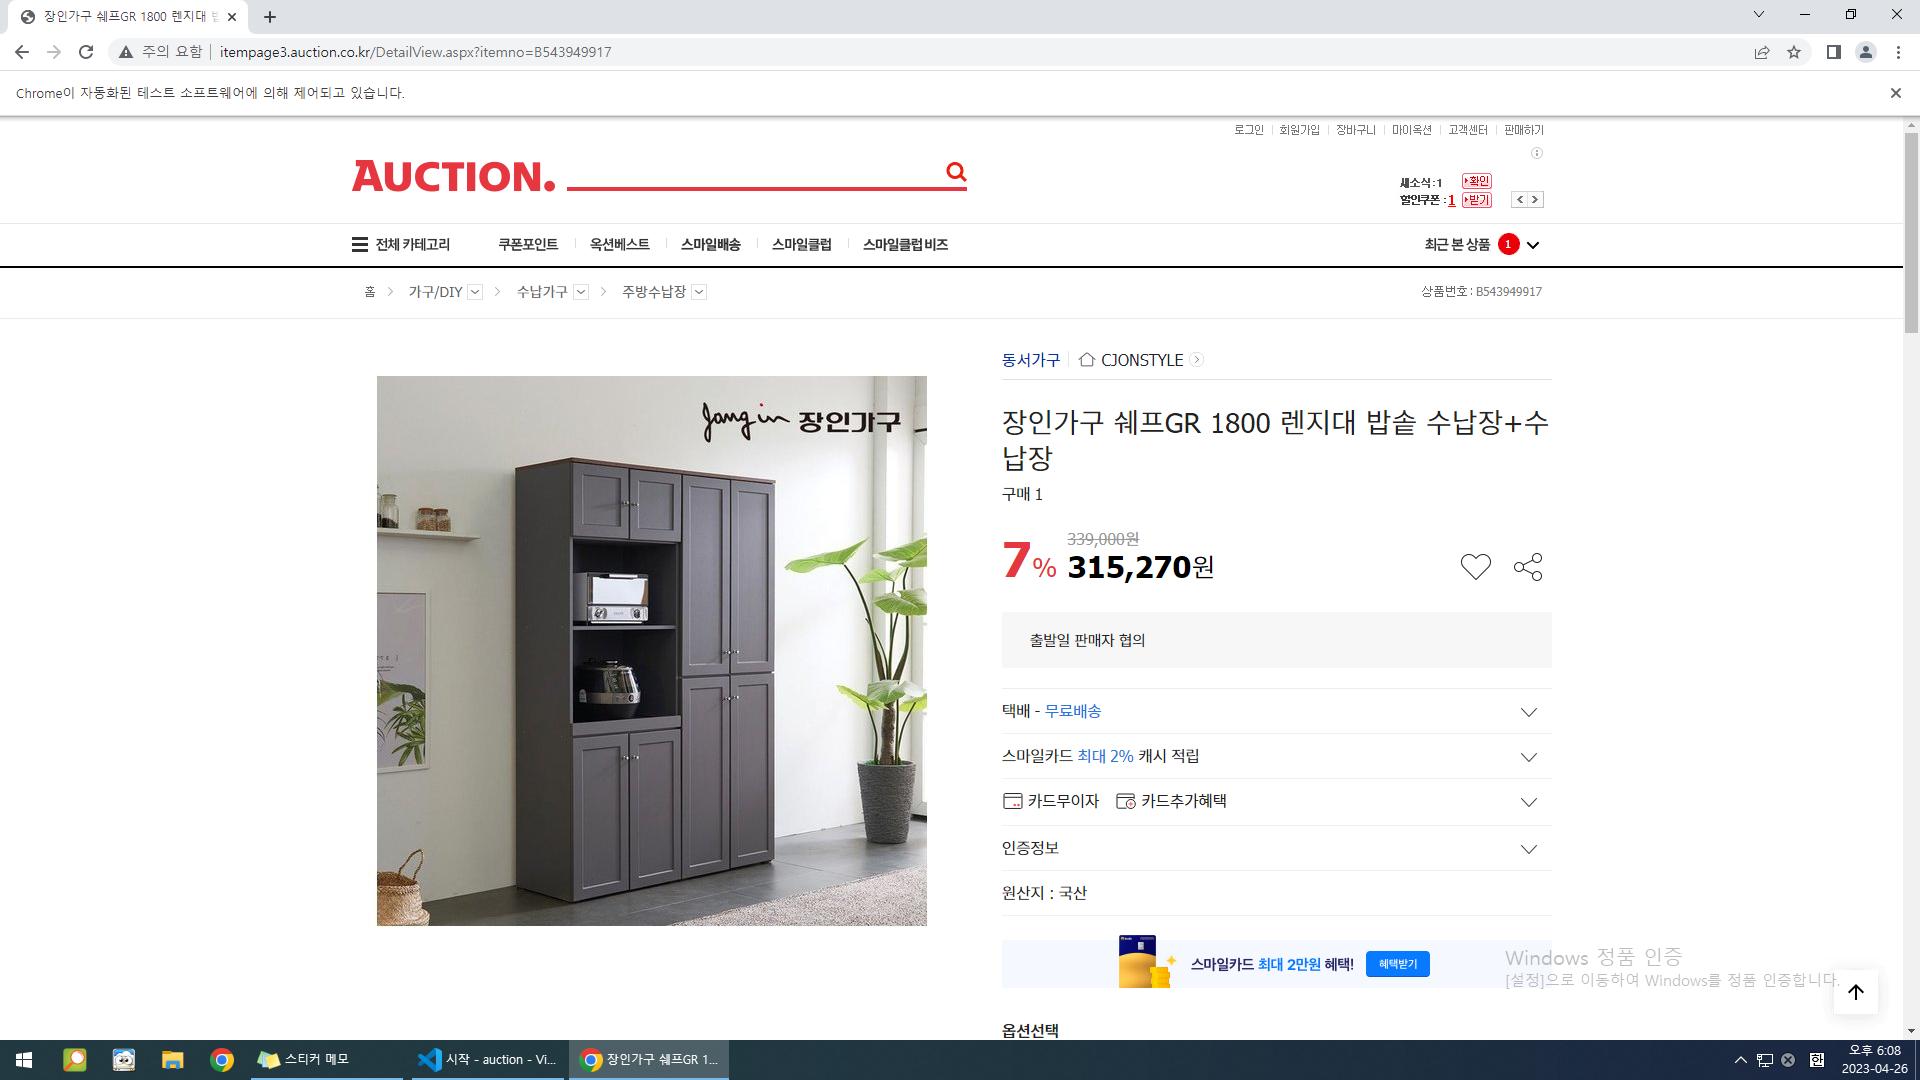 장인가구 쉐프GR 1800 렌지대 밥
주의 요함
itempage3.auction.co.kr/DetailView.aspx?itemno=B543949917
Chrome이 자동화된 테스트 소프트웨어에 의해 제어되고 있습니다.
로그인 회원가입 장바구니 마이옥션 고객센터 판매하기
AUCTION.
새소식:1 확인
할인쿠폰 :1 받기
전체 카테고리 쿠폰포인트 옥션베스트 스마일배송 스마일클럽 스마일클럽 비즈 최근 본 상품 1
홈 가구/DIY 수납가구 주방수납장 상품번호 : B543949917
동서가구 CJONSTYLE
Jang in 장인가구
장인가구 쉐프GR 1800 렌지대 밥솥 수납장+수
납장
구매 1
7% 339,000원
315,270원
출발일 판매자 협의
택배 - 무료배송
스마일카드 최대 2% 캐시 적립
카드무이자 카드추가혜택
인증정보
원산지 : 국산
스마일카드 최대 2만원 혜택! 혜택받기
Windows 정품 인증
[설정]으로 이동하여 Windows를 정품 인증합니다.
옵션선택
스티커 메모 시작 - auction - Vi... 장인가구 쉐프GR 1... 한 오후 6:08
2023-04-26